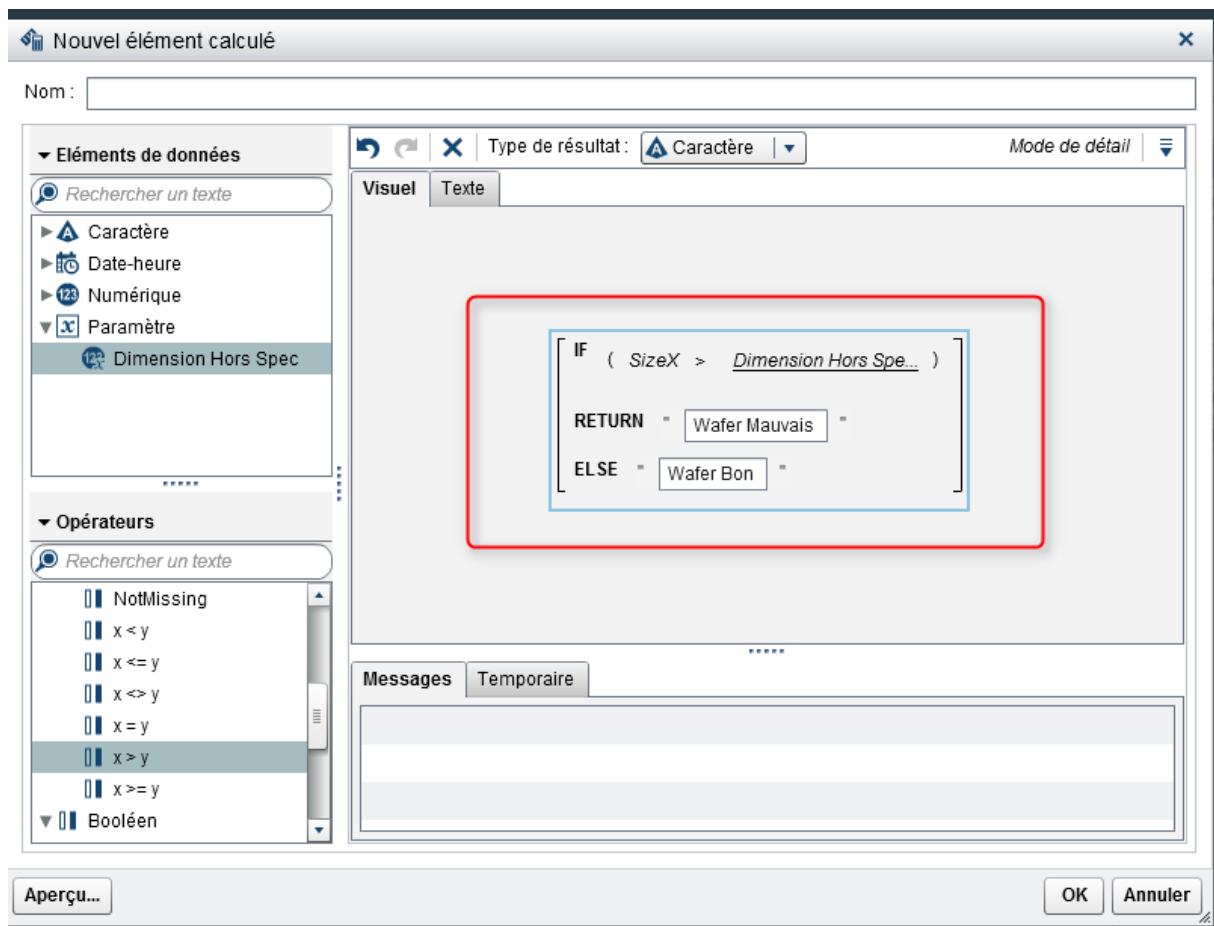 Nouvel élément calculé
Nom :
Eléments de données
Rechercher un texte
Caractère
Date-heure
Numérique
Paramètre
Dimension Hors Spec
Opérateurs
Rechercher un texte
NotMissing
x < y
x <= y
x <> y
x = y
x > y
x >= y
Booléen
Type de résultat : Caractère Mode de détail
Visuel Texte
IF ( SizeX > Dimension Hors Spe... )
RETURN " Wafer Mauvais "
ELSE " Wafer Bon "
Messages Temporaire
Aperçu... OK Annuler